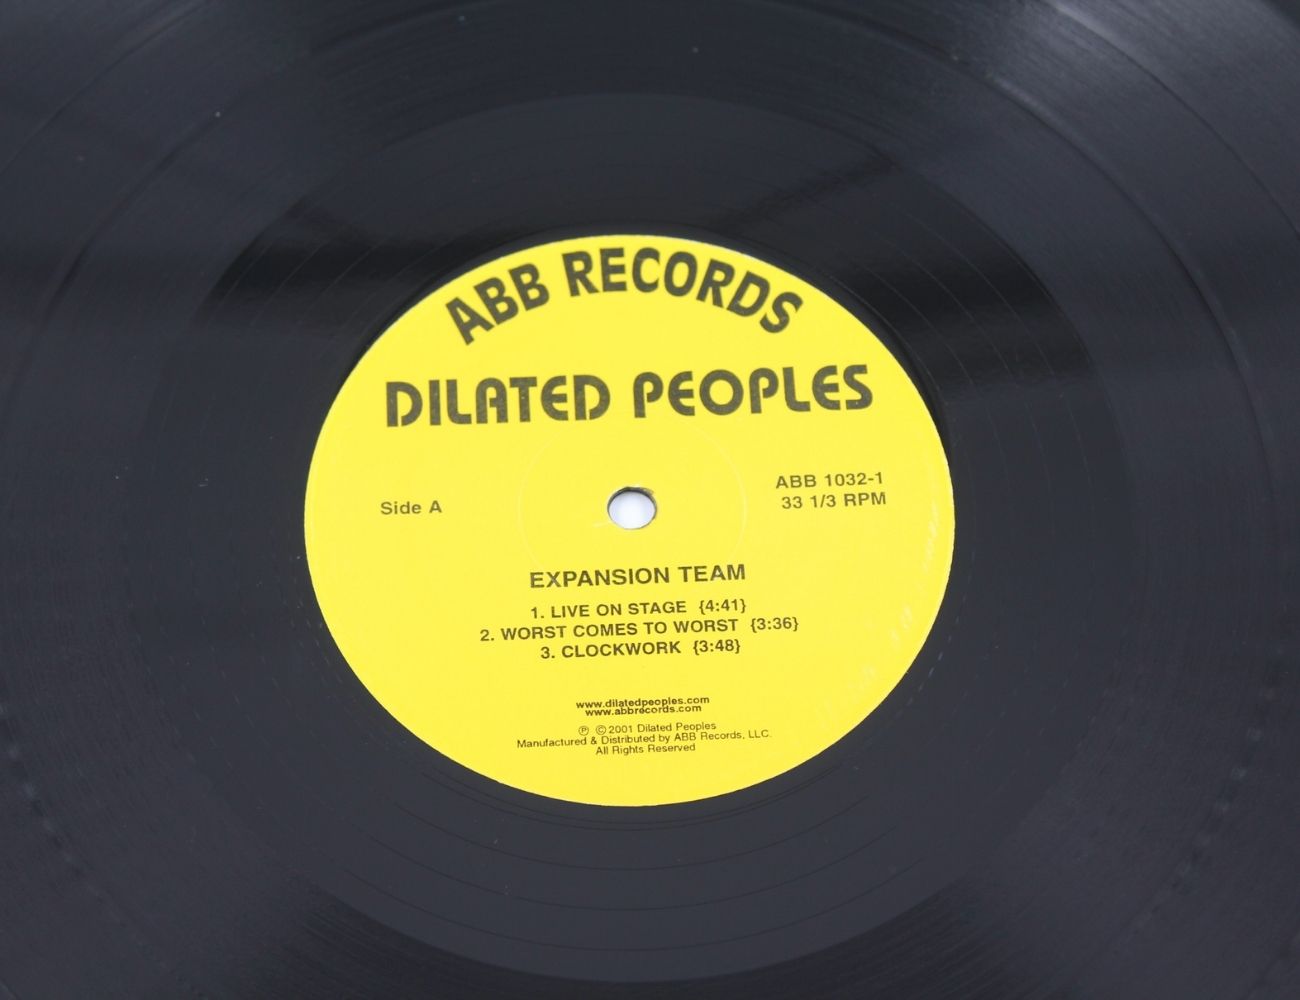 ABB RECORDS
DILATED PEOPLES
Side A
ABB 1032-1
33 1/3 RPM
EXPANSION TEAM
1. LIVE ON STAGE {4:41}
2. WORST COMES TO WORST {3:36}
3. CLOCKWORK {3:48}
www.dilatedpeoples.com
www.abbrecords.com
℗ ©2001 Dilated Peoples
Manufactured & Distributed by ABB Records, LLC.
All Rights Reserved